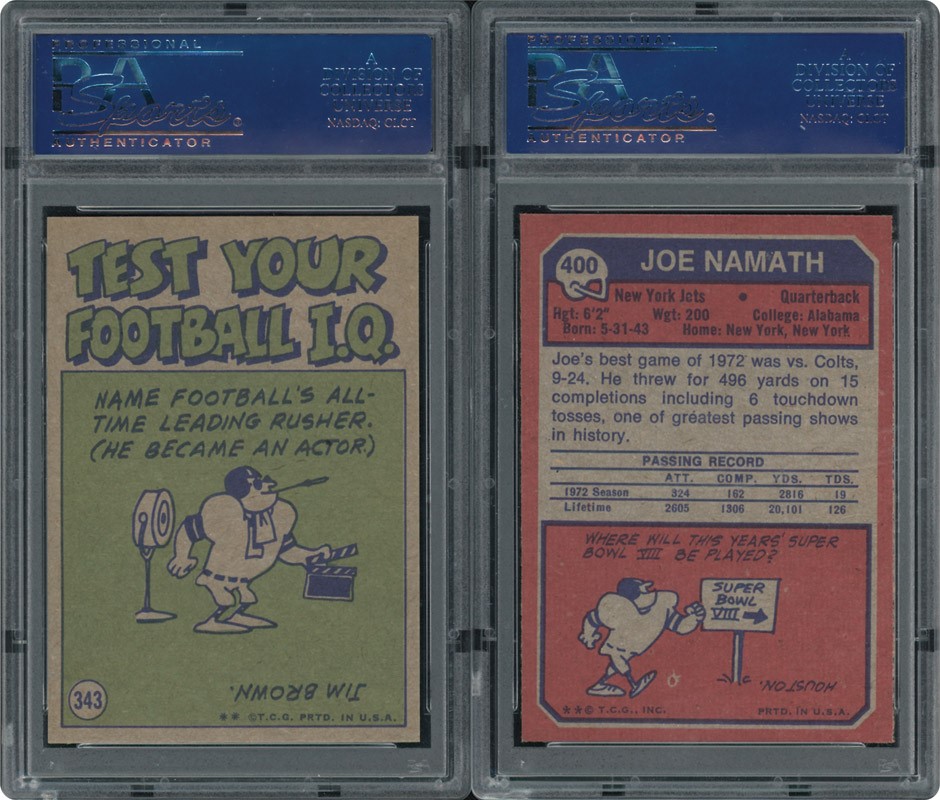 PROFESSIONAL
PSA
Sports
AUTHENTICATOR
A
DIVISION OF
COLLECTORS
UNIVERSE
NASDAQ: CLCT
TEST YOUR
FOOTBALL I.Q.
NAME FOOTBALL'S ALL-
TIME LEADING RUSHER.
(HE BECAME AN ACTOR.)
L
JIM BROWN.
343
** ©T.C.G. PRTD. IN U.S.A.
PROFESSIONAL
PSA
Sports
AUTHENTICATOR
A
DIVISION OF
COLLECTORS
UNIVERSE
NASDAQ: CLCT
400 JOE NAMATH
New York Jets • Quarterback
Hgt: 6'2" Wgt: 200 College: Alabama
Born: 5-31-43 Home: New York, New York
Joe's best game of 1972 was vs. Colts,
9-24. He threw for 496 yards on 15
completions including 6 touchdown
tosses, one of greatest passing shows
in history.
PASSING RECORD
ATT. COMP. YDS. TDS.
1972 Season 324 162 2816 19
Lifetime 2605 1306 20,101 126
WHERE WILL THIS YEARS' SUPER
BOWL VIII BE PLAYED?
SUPER
BOWL
VIII
HOUSTON.
**© T.C.G., INC. PRTD. IN U.S.A.